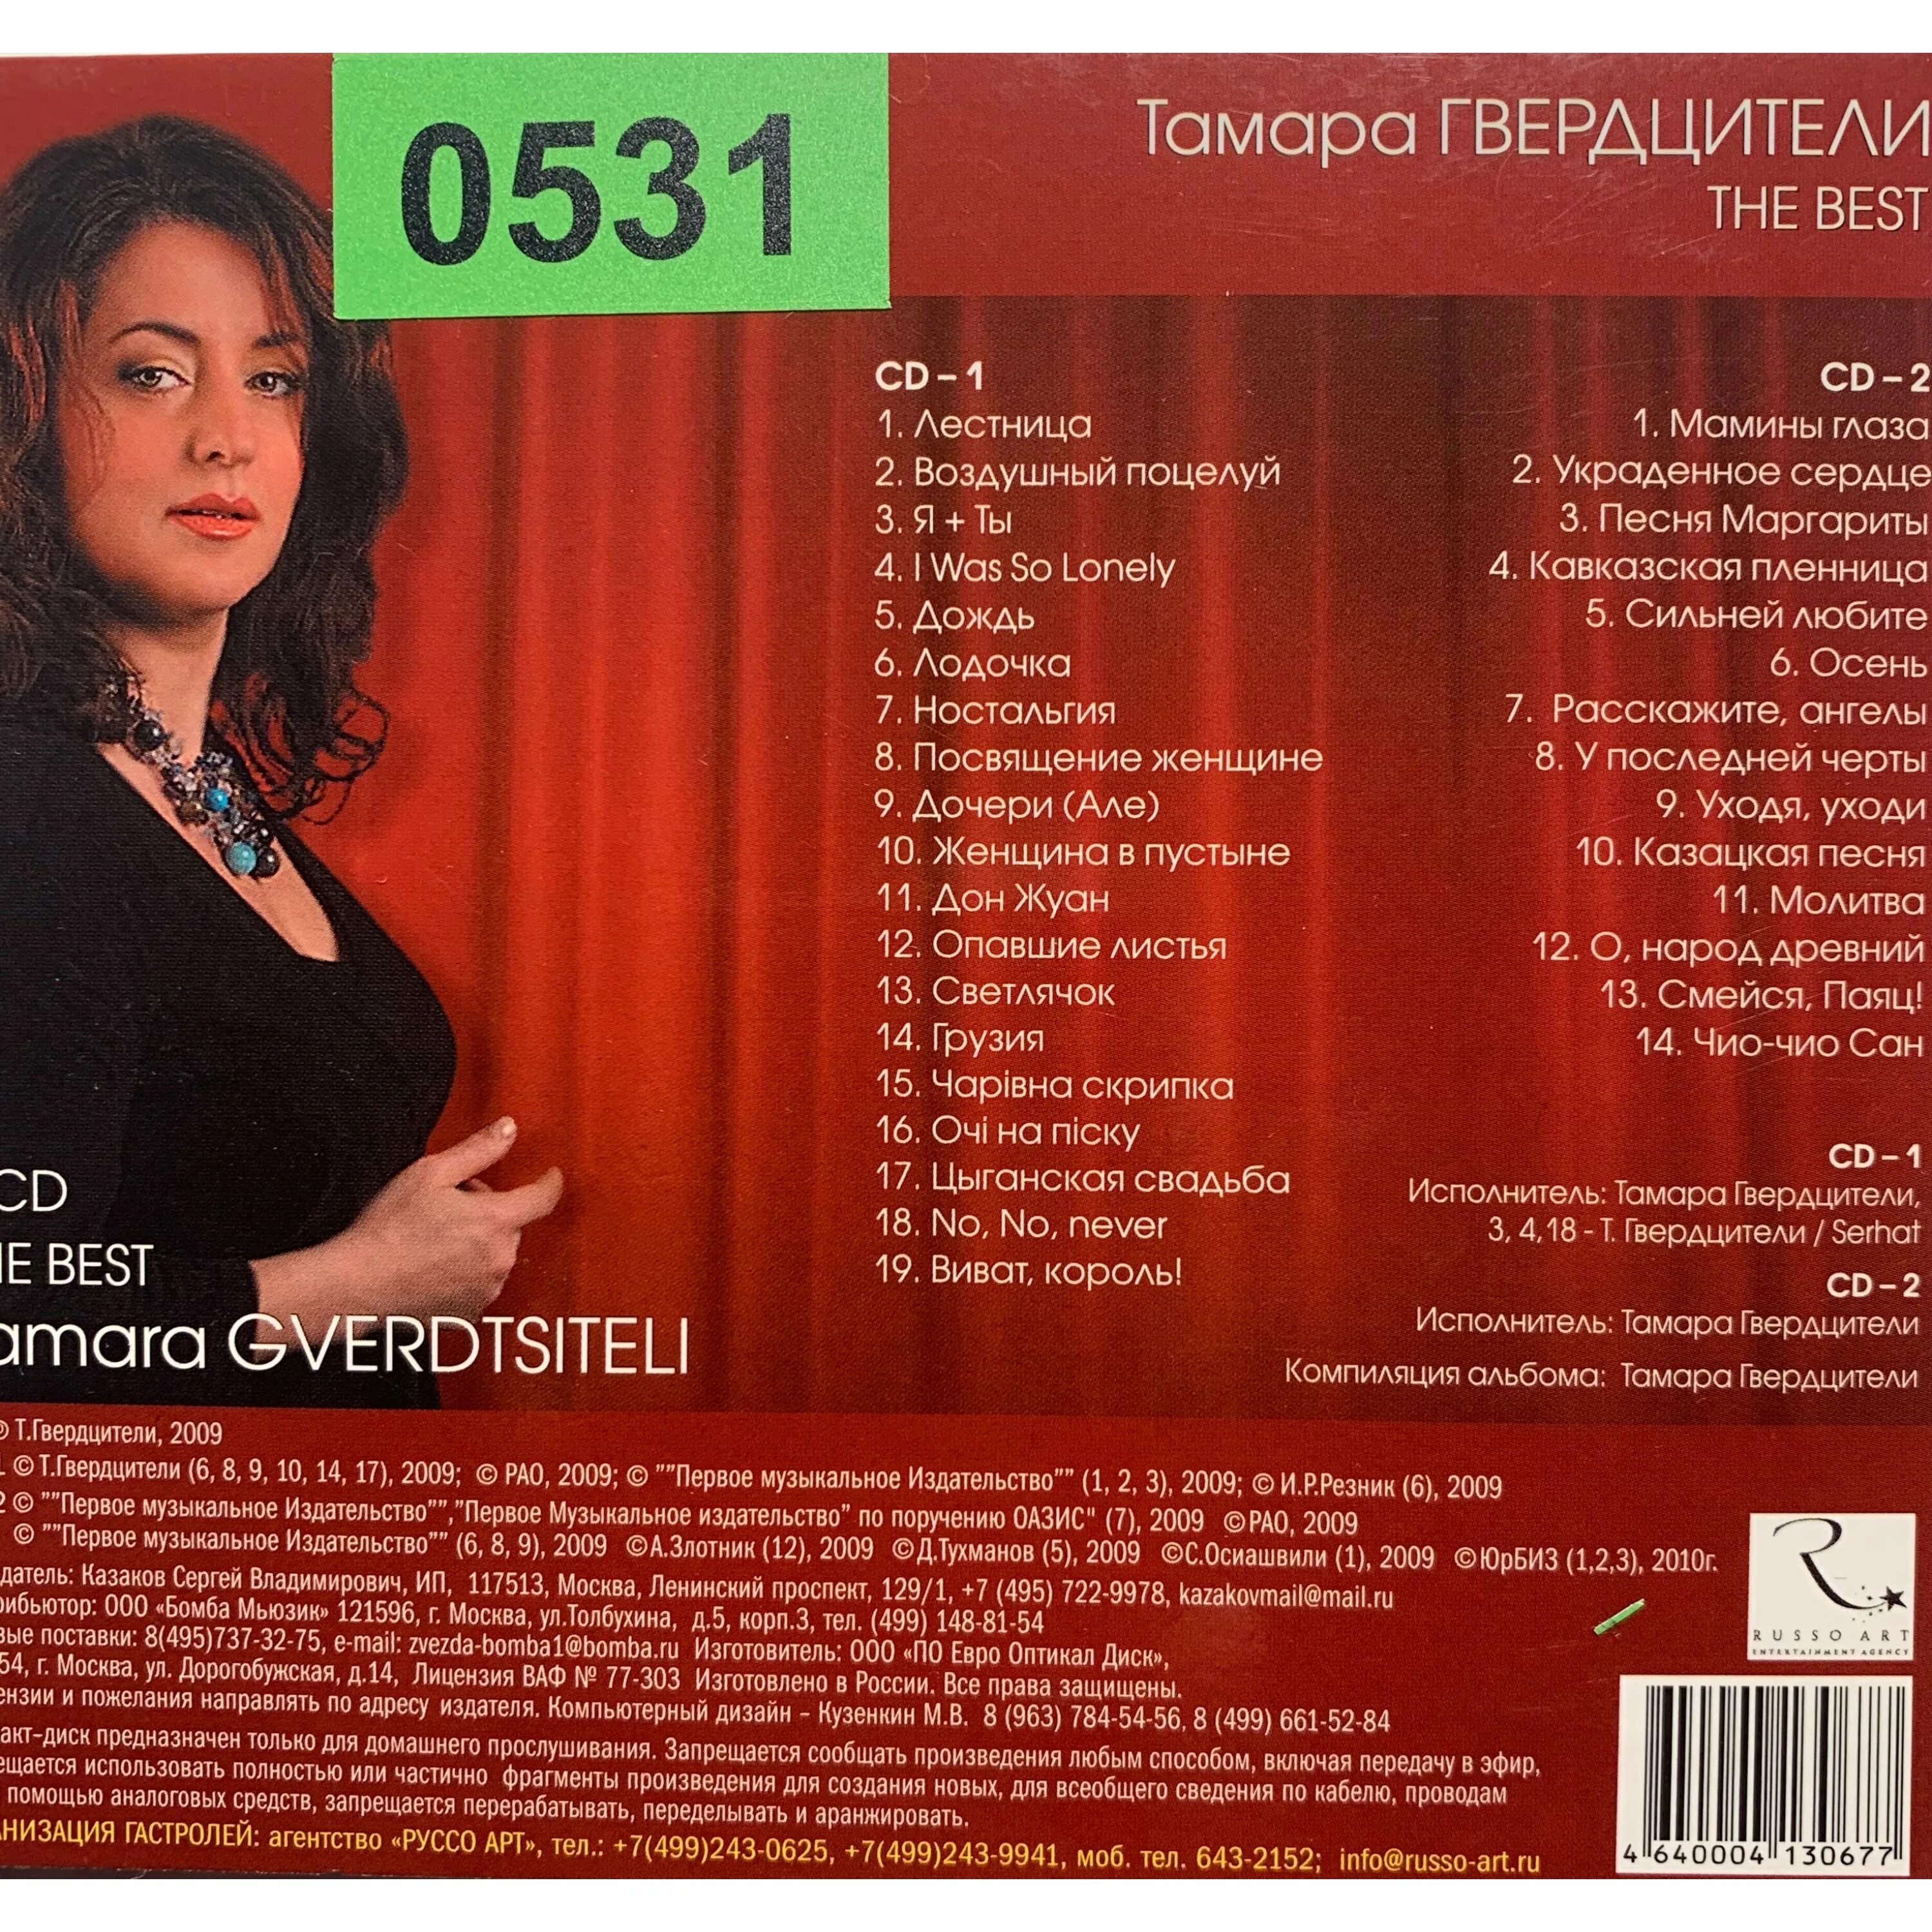 0531
Тамара ГВЕРДЦИТЕЛИ
THE BEST
CD – 1
1. Лестница
2. Воздушный поцелуй
3. Я + Ты
4. I Was So Lonely
5. Дождь
6. Лодочка
7. Ностальгия
8. Посвящение женщине
9. Дочери (Але)
10. Женщина в пустыне
11. Дон Жуан
12. Опавшие листья
13. Светлячок
14. Грузия
15. Чарівна скрипка
16. Очі на піску
17. Цыганская свадьба
18. No, No, never
19. Виват, король!
CD – 2
1. Мамины глаза
2. Украденное сердце
3. Песня Маргариты
4. Кавказская пленница
5. Сильней любите
6. Осень
7. Расскажите, ангелы
8. У последней черты
9. Уходя, уходи
10. Казацкая песня
11. Молитва
12. О, народ древний
13. Смейся, Паяц!
14. Чио-чио Сан
CD – 1
Исполнитель: Тамара Гвердцители,
3, 4,18 - Т. Гвердцители / Serhat
CD – 2
Исполнитель: Тамара Гвердцители
Компиляция альбома: Тамара Гвердцители
CD
E BEST
amara GVERDTSITELI
© Т.Гвердцители, 2009
1 © Т.Гвердцители (6, 8, 9, 10, 14, 17), 2009; © РАО, 2009; © ""Первое музыкальное Издательство"" (1, 2, 3), 2009; © И.Р.Резник (6), 2009
2 © ""Первое музыкальное Издательство"","Первое Музыкальное издательство" по поручению ОАЗИС" (7), 2009 ©РАО, 2009
© ""Первое музыкальное Издательство"" (6, 8, 9), 2009 ©А.Злотник (12), 2009 ©Д.Тухманов (5), 2009 ©С.Осиашвили (1), 2009 ©ЮрБИЗ (1,2,3), 2010г.
датель: Казаков Сергей Владимирович, ИП, 117513, Москва, Ленинский проспект, 129/1, +7 (495) 722-9978, kazakovmail@mail.ru
рибьютор: ООО «Бомба Мьюзик» 121596, г. Москва, ул.Толбухина, д.5, корп.3, тел. (499) 148-81-54
вые поставки: 8(495)737-32-75, e-mail: zvezda-bomba1@bomba.ru Изготовитель: ООО «ПО Евро Оптикал Диск»,
54, г. Москва, ул. Дорогобужская, д.14, Лицензия ВАФ № 77-303 Изготовлено в России. Все права защищены.
ензии и пожелания направлять по адресу издателя. Компьютерный дизайн – Кузенкин М.В. 8 (963) 784-54-56, 8 (499) 661-52-84
акт-диск предназначен только для домашнего прослушивания. Запрещается сообщать произведения любым способом, включая передачу в эфир,
ещается использовать полностью или частично фрагменты произведения для создания новых, для всеобщего сведения по кабелю, проводам
помощью аналоговых средств, запрещается перерабатывать, переделывать и аранжировать.
АНИЗАЦИЯ ГАСТРОЛЕЙ: агентство «РУССО АРТ», тел.: +7(499)243-0625, +7(499)243-9941, моб. тел. 643-2152; info@russo-art.ru
RUSSO ART
ENTERTAINMENT AGENCY
4 640004 130677